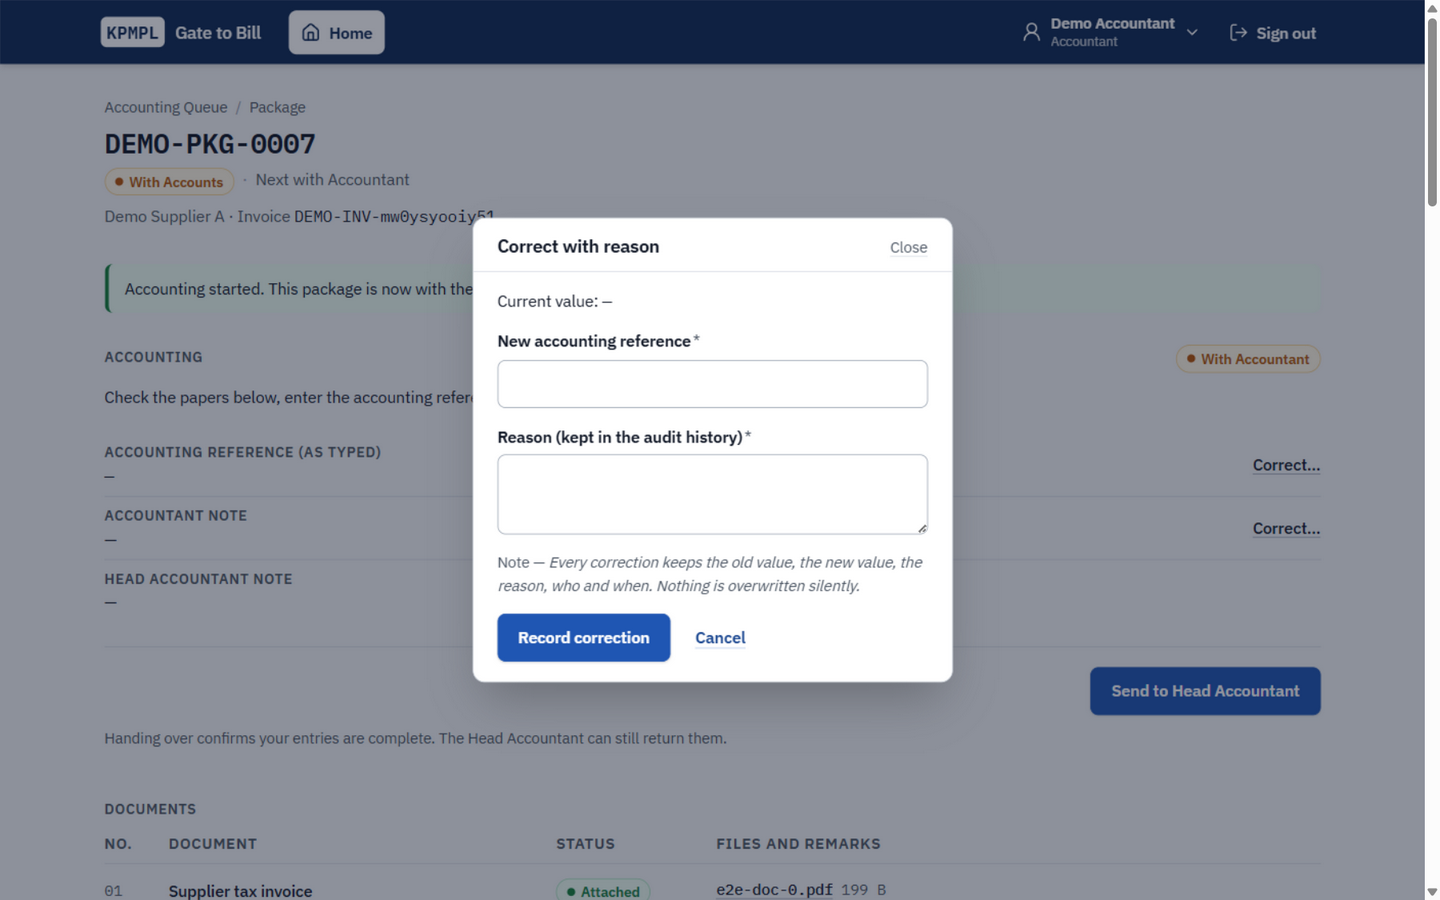 KPMPL Gate to Bill Home Demo Accountant Sign out
Accountant
Accounting Queue / Package
DEMO-PKG-0007
With Accounts · Next with Accountant
Demo Supplier A · Invoice DEMO-INV-mw0ysyooiy51
Correct with reason Close
Accounting started. This package is now with the
Current value: —
New accounting reference*
ACCOUNTING With Accountant
Check the papers below, enter the accounting refer
Reason (kept in the audit history)*
ACCOUNTING REFERENCE (AS TYPED)
— Correct...
ACCOUNTANT NOTE
— Correct...
Note — Every correction keeps the old value, the new value, the
reason, who and when. Nothing is overwritten silently.
HEAD ACCOUNTANT NOTE
—
Record correction Cancel
Send to Head Accountant
Handing over confirms your entries are complete. The Head Accountant can still return them.
DOCUMENTS
NO. DOCUMENT STATUS FILES AND REMARKS
01 Supplier tax invoice Attached e2e-doc-0.pdf 199 B